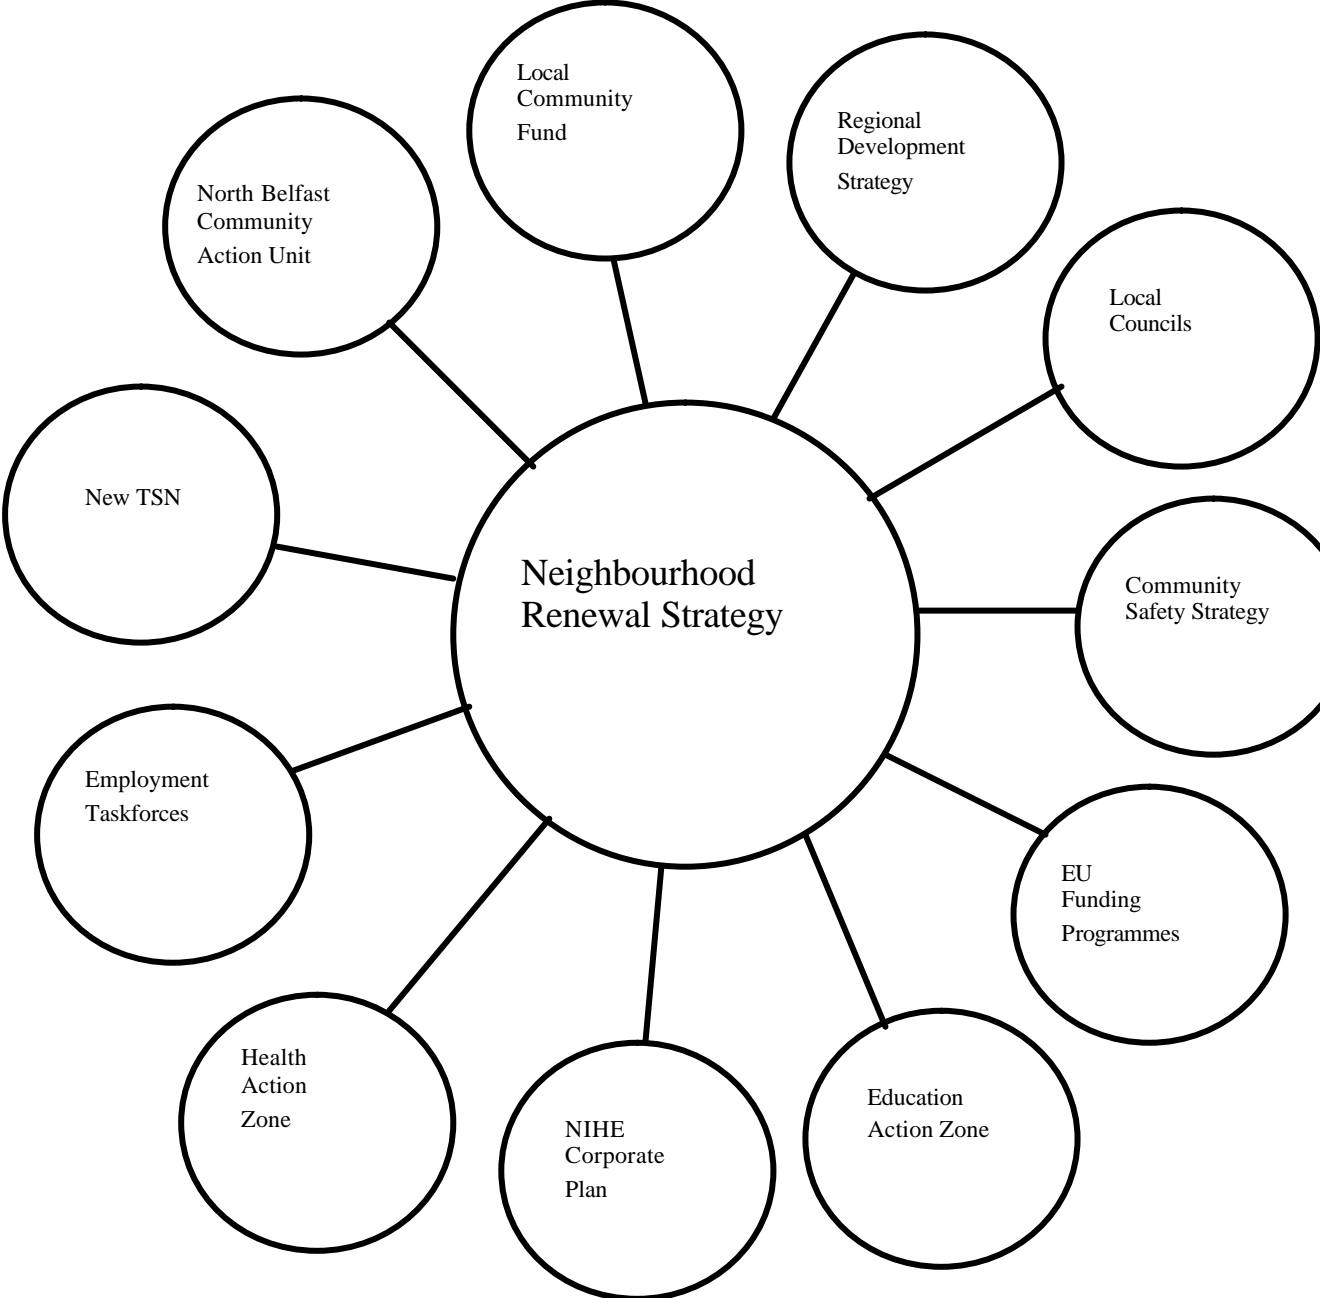 Local
Community
Fund
Regional
Development
Strategy
North Belfast
Community
Action Unit
Local
Councils
New TSN
Neighbourhood
Renewal Strategy
Community
Safety Strategy
Employment
Taskforces
EU
Funding
Programmes
Health
Action
Zone
NIHE
Corporate
Plan
Education
Action Zone